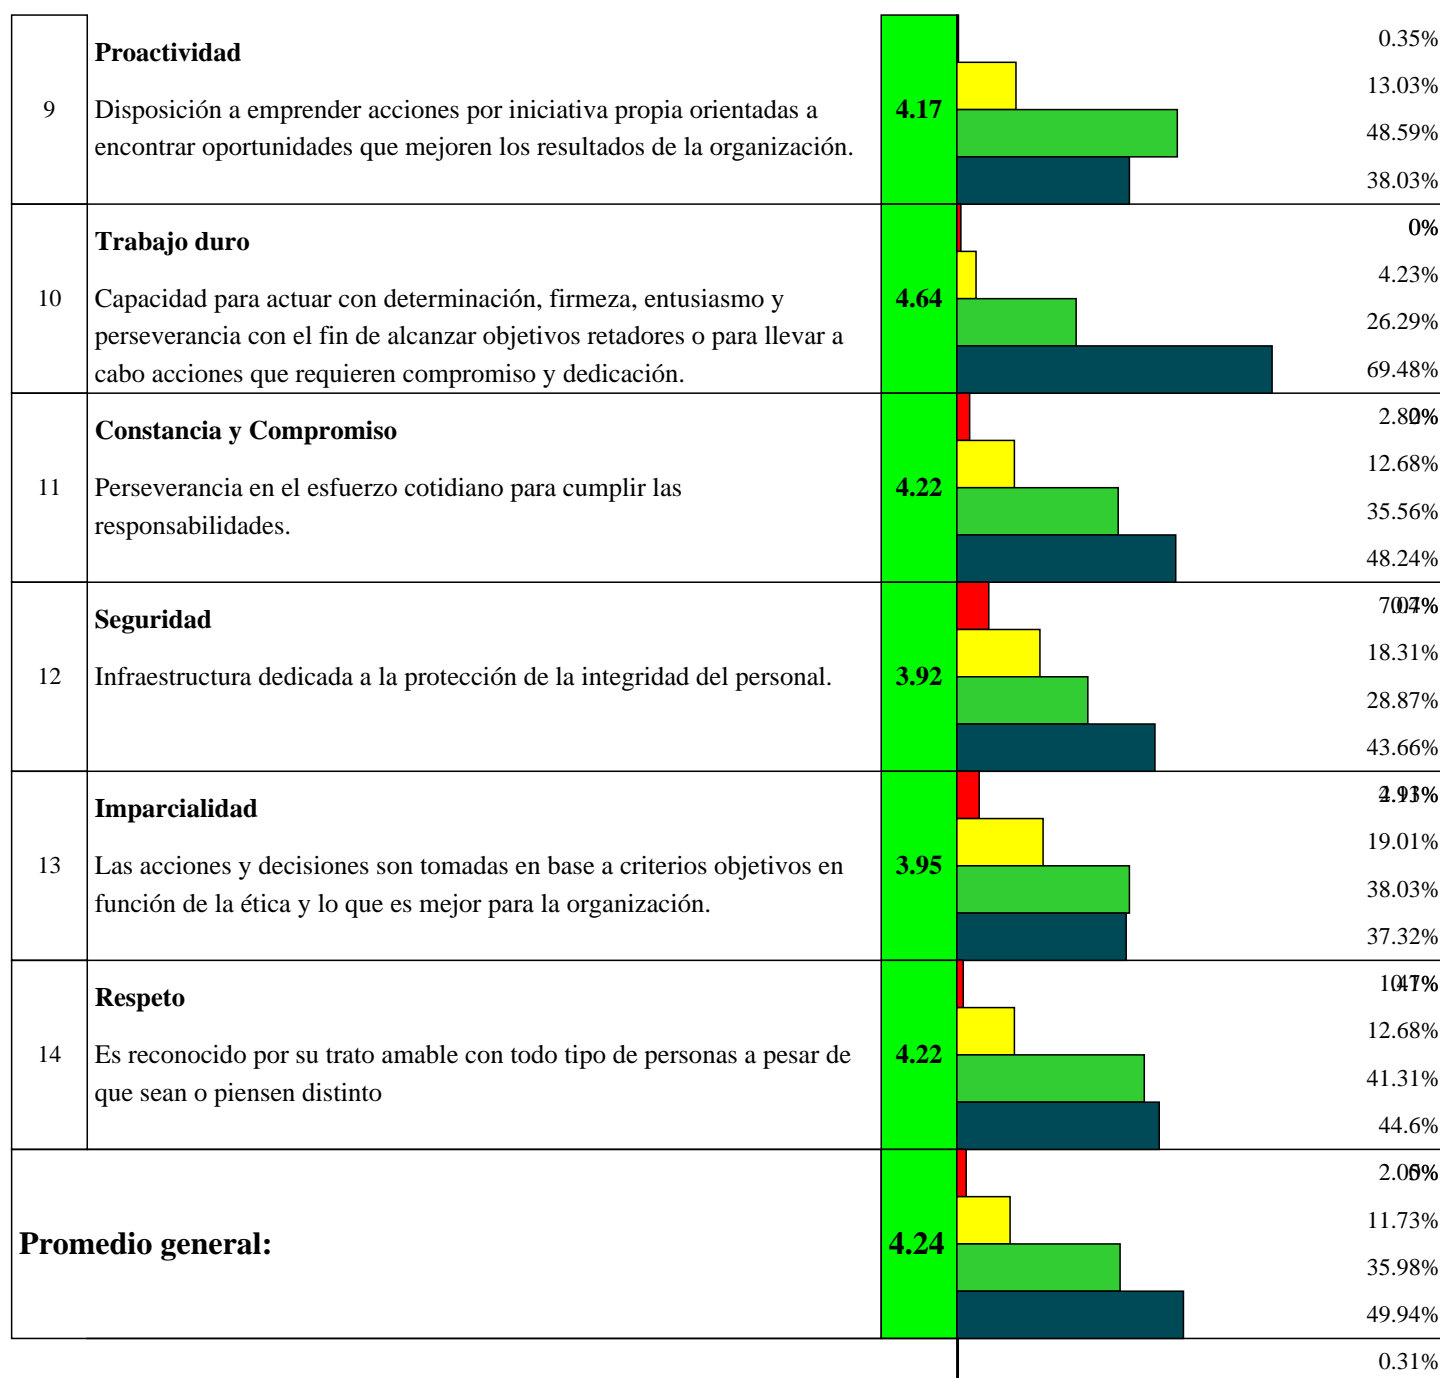 0.35%
Proactividad
13.03%
9
Disposición a emprender acciones por iniciativa propia orientadas a
4.17
48.59%
encontrar oportunidades que mejoren los resultados de la organización.
38.03%
0%
Trabajo duro
4.23%
10
Capacidad para actuar con determinación, firmeza, entusiasmo y
4.64
26.29%
perseverancia con el fin de alcanzar objetivos retadores o para llevar a
cabo acciones que requieren compromiso y dedicación.
69.48%
Constancia y Compromiso
12.68%
11
Perseverancia en el esfuerzo cotidiano para cumplir las
4.22
35.56%
responsabilidades.
48.24%
Seguridad
18.31%
12
Infraestructura dedicada a la protección de la integridad del personal.
3.92
28.87%
43.66%
Imparcialidad
19.01%
13
Las acciones y decisiones son tomadas en base a criterios objetivos en
3.95
38.03%
función de la ética y lo que es mejor para la organización.
37.32%
Respeto
12.68%
14
Es reconocido por su trato amable con todo tipo de personas a pesar de
4.22
41.31%
que sean o piensen distinto
44.6%
11.73%
Promedio general:
4.24
35.98%
49.94%
0.31%